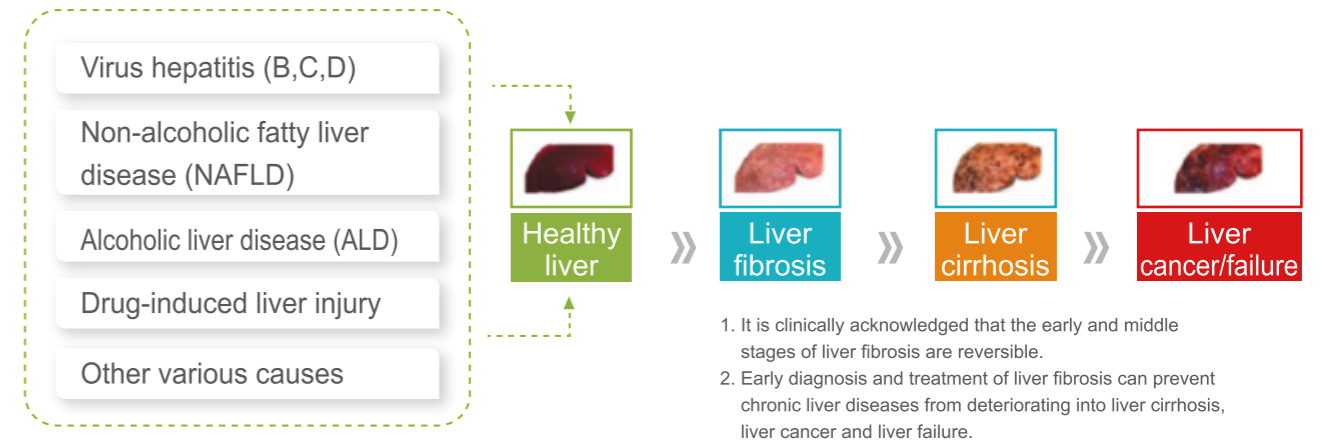 Virus hepatitis (B,C,D)
Non-alcoholic fatty liver
disease (NAFLD)
Alcoholic liver disease (ALD)
Drug-induced liver injury
Other various causes
Healthy
liver
Liver
fibrosis
Liver
cirrhosis
Liver
cancer/failure
1. It is clinically acknowledged that the early and middle
stages of liver fibrosis are reversible.
2. Early diagnosis and treatment of liver fibrosis can prevent
chronic liver diseases from deteriorating into liver cirrhosis,
liver cancer and liver failure.